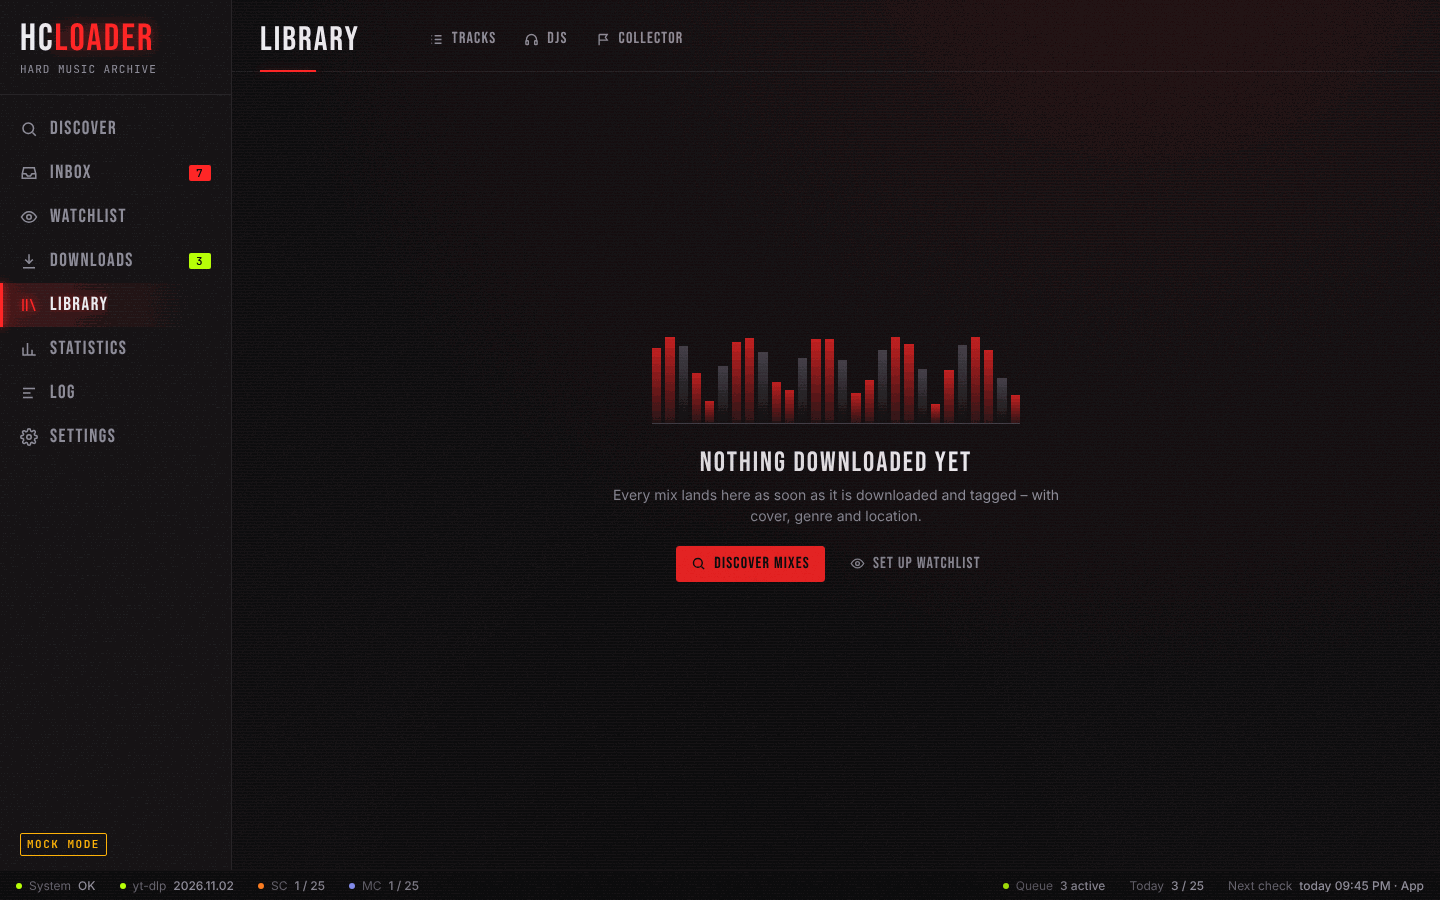 HCLOADER
HARD MUSIC ARCHIVE
DISCOVER
INBOX 7
WATCHLIST
DOWNLOADS 3
LIBRARY
STATISTICS
LOG
SETTINGS
MOCK MODE
LIBRARY TRACKS DJS COLLECTOR
NOTHING DOWNLOADED YET
Every mix lands here as soon as it is downloaded and tagged – with
cover, genre and location.
DISCOVER MIXES SET UP WATCHLIST
System OK yt-dlp 2026.11.02 SC 1 / 25 MC 1 / 25 Queue 3 active Today 3 / 25 Next check today 09:45 PM · App